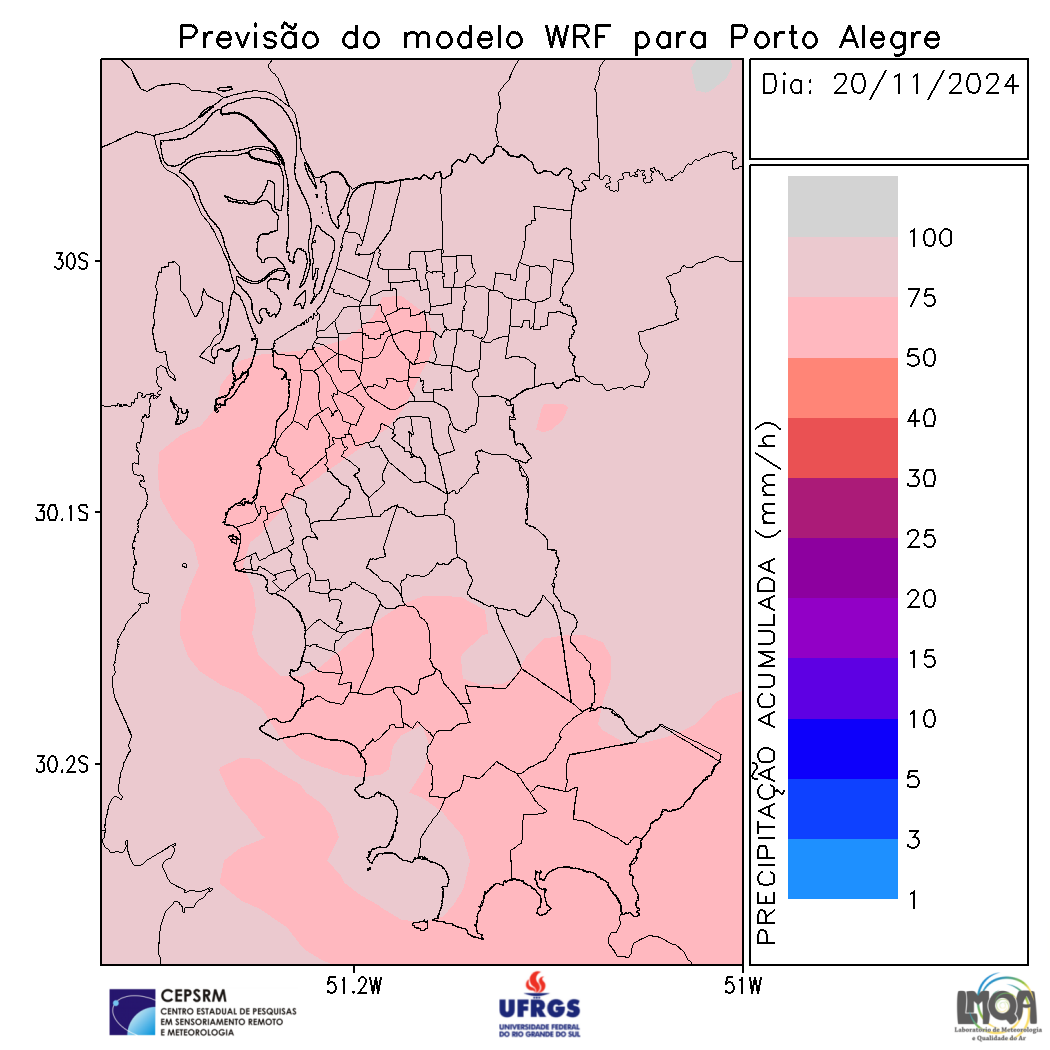 Previsão do modelo WRF para Porto Alegre
Dia: 20/11/2024
100
75
50
40
30
25
20
15
10
5
3
1
PRECIPITAÇÃO ACUMULADA (mm/h)
30S
30.1S
30.2S
51.2W
51W
CEPSRM
CENTRO ESTADUAL DE PESQUISAS
EM SENSORIAMENTO REMOTO
E METEOROLOGIA
UFRGS
UNIVERSIDADE FEDERAL
DO RIO GRANDE DO SUL
LMQA
Laboratório de Meteorologia
e Qualidade do Ar